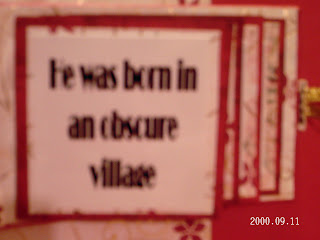 He was born in
an obscure
village
2000.09.11